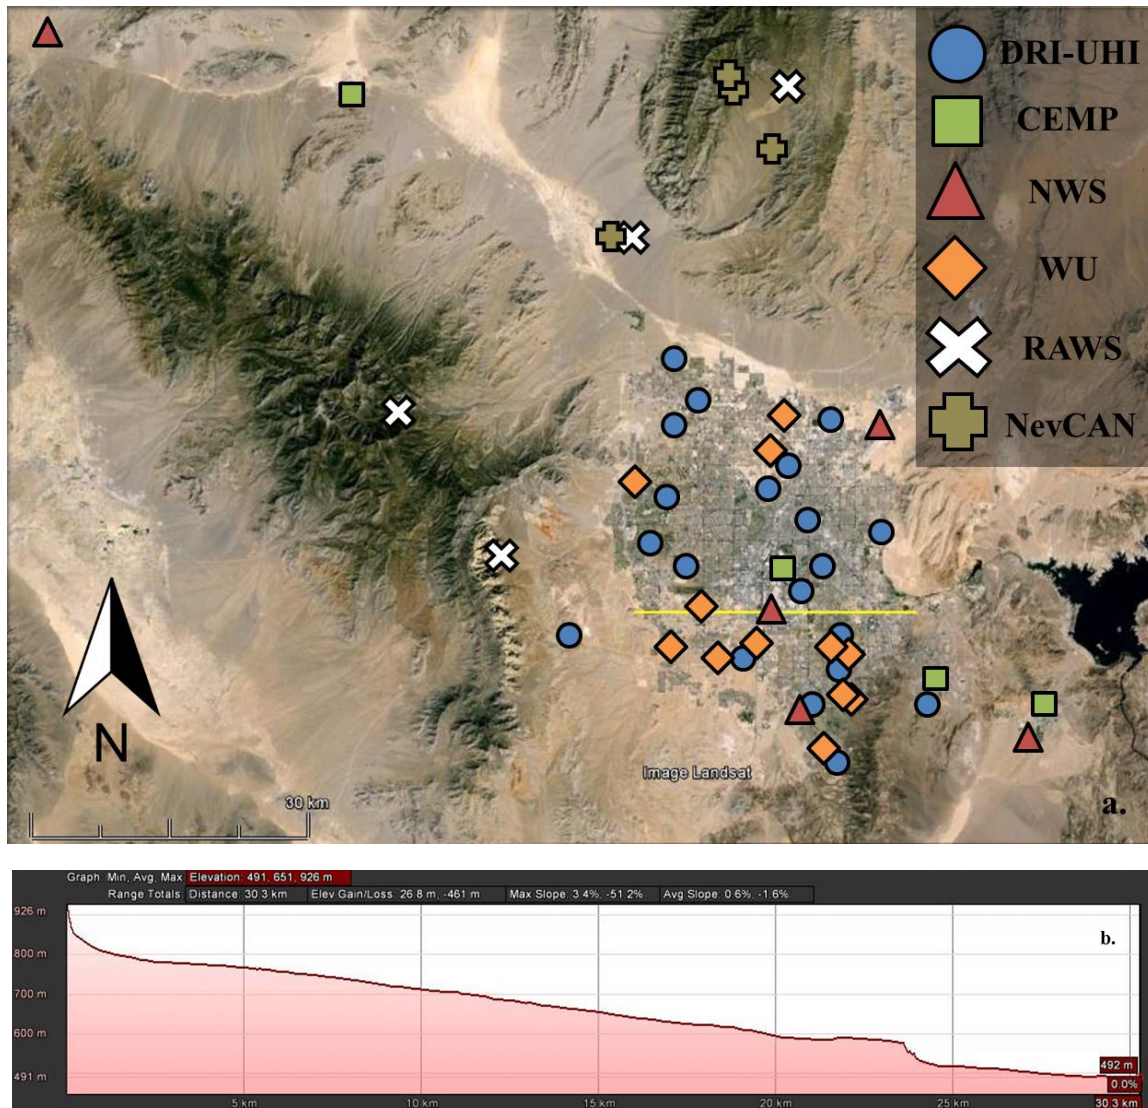 DRI-UHI
CEMP
NWS
WU
RAWS
NevCAN
N
Image Landsat
30 km
a.
Graph: Min, Avg, Max Elevation: 491, 651, 926 m
Range Totals: Distance: 30.3 km Elev Gain/Loss: 26.8 m, -461 m Max Slope: 3.4%, -51.2% Avg Slope: 0.6%, -1.6%
926 m
b.
800 m
700 m
600 m
492 m
491 m
0.0%
5 km 10 km 15 km 20 km 25 km 30.3 km